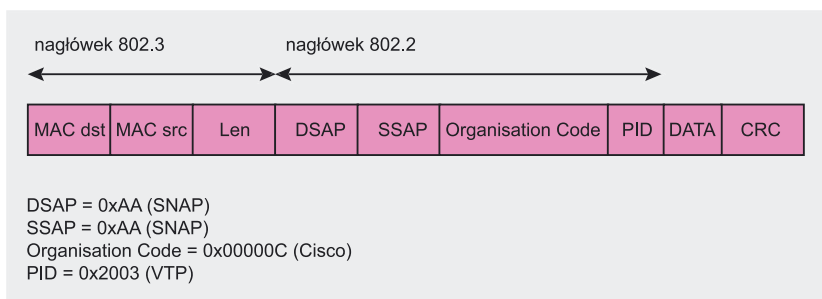 nagłówek 802.3 nagłówek 802.2
MAC dst MAC src Len DSAP SSAP Organisation Code PID DATA CRC
DSAP = 0xAA (SNAP)
SSAP = 0xAA (SNAP)
Organisation Code = 0x00000C (Cisco)
PID = 0x2003 (VTP)